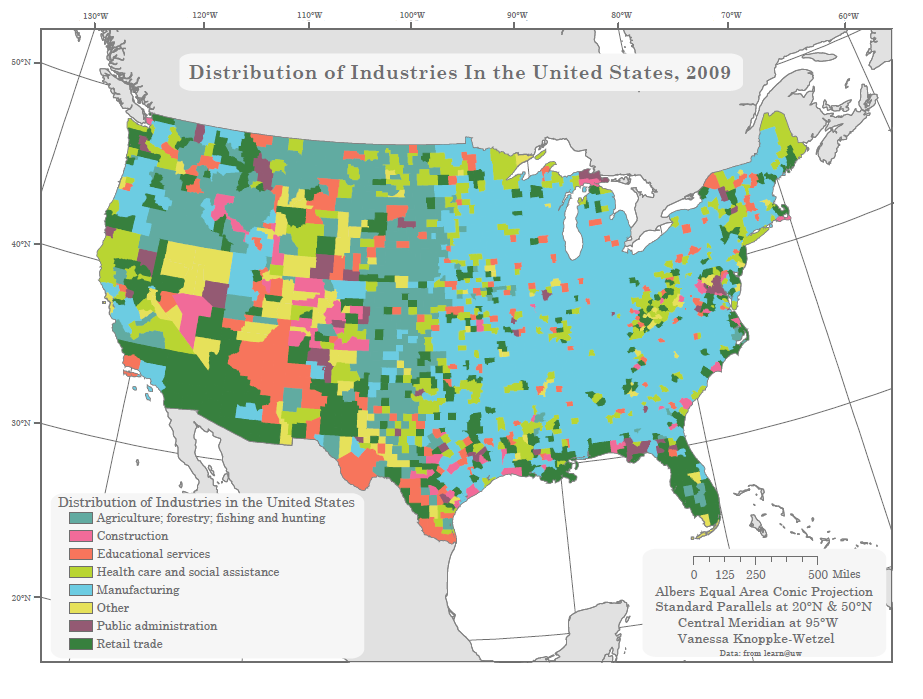 130°W 120°W 110°W 100°W 90°W 80°W 70°W 60°W
50°N
Distribution of Industries In the United States, 2009
40°N
30°N
20°N
Distribution of Industries in the United States
Agriculture; forestry; fishing and hunting
Construction
Educational services
Health care and social assistance
Manufacturing
Other
Public administration
Retail trade
0 125 250 500 Miles
Albers Equal Area Conic Projection
Standard Parallels at 20°N & 50°N
Central Meridian at 95°W
Vanessa Knoppke-Wetzel
Data: from learn@uw